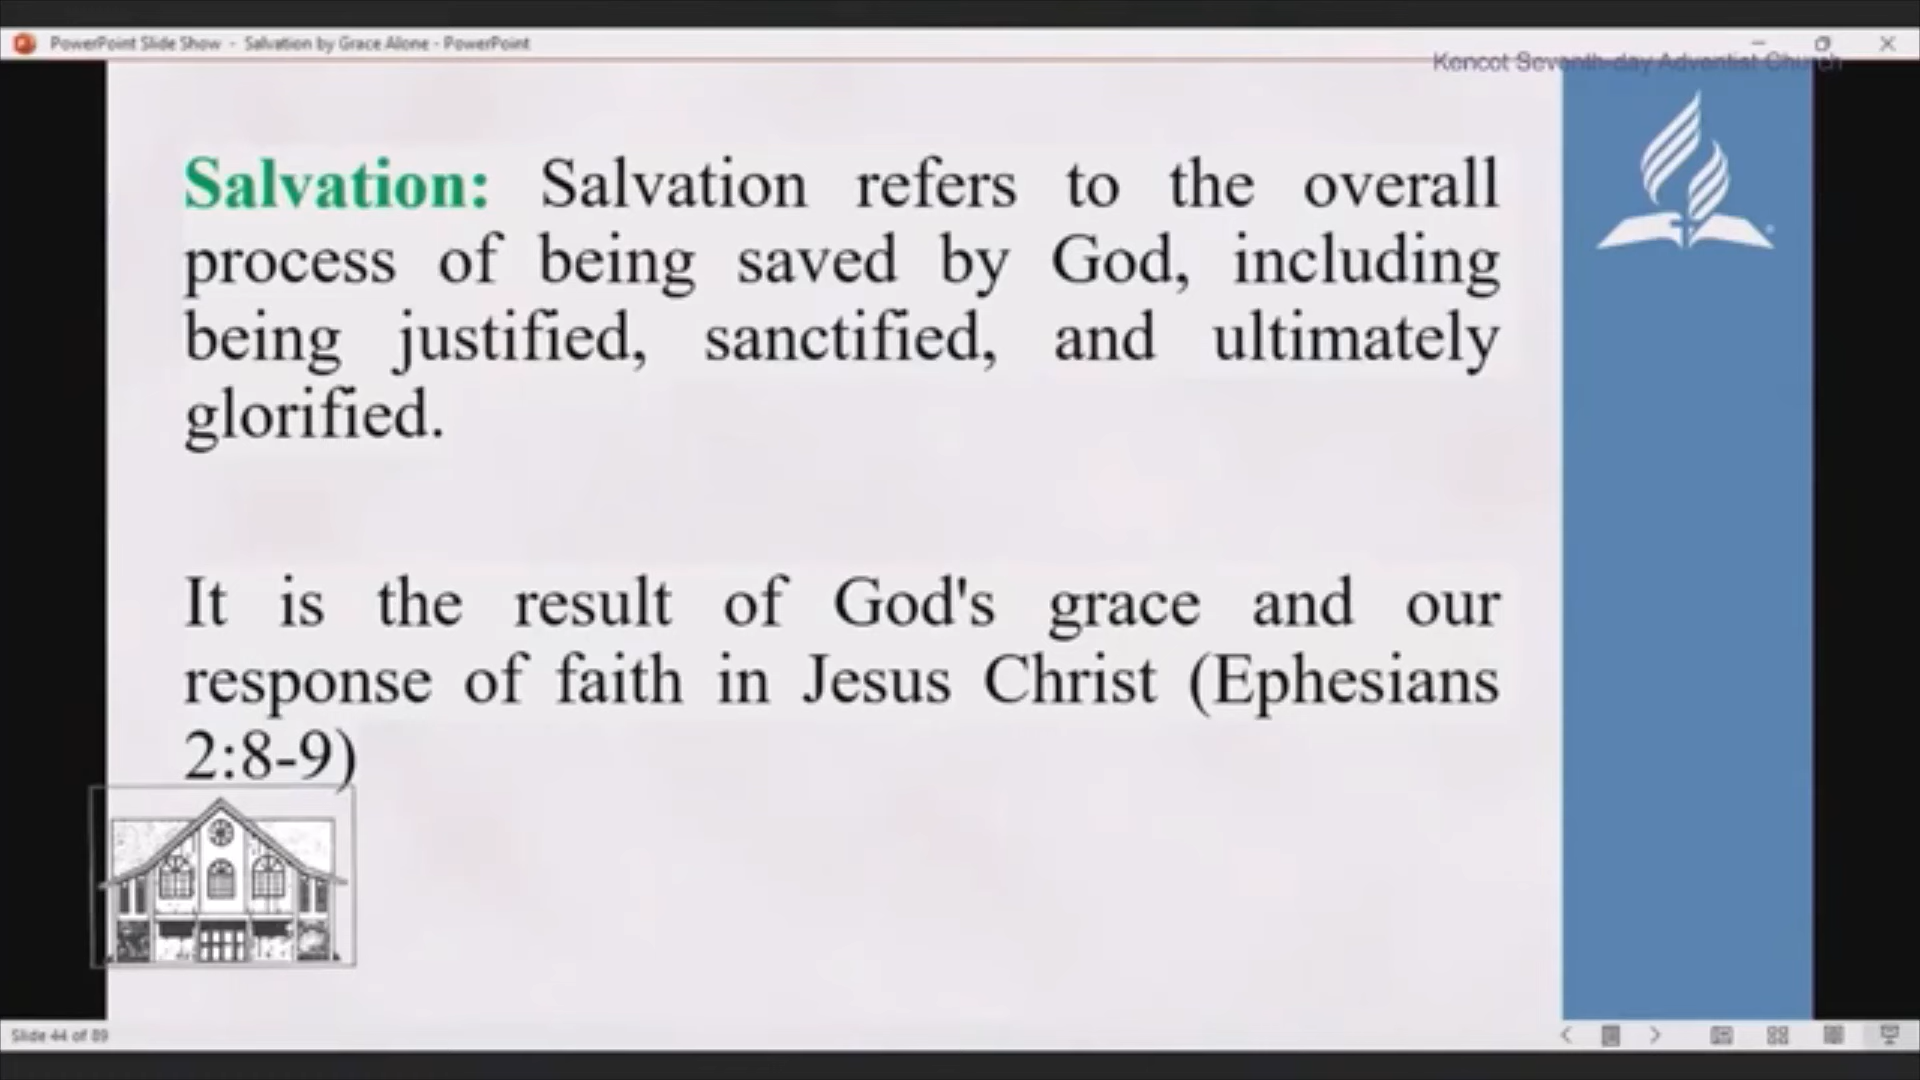 PowerPoint Slide Show - Salvation by Grace Alone - PowerPoint
Kencot Seventh-day Adventist Church
Salvation: Salvation refers to the overall
process of being saved by God, including
being justified, sanctified, and ultimately
glorified.
It is the result of God's grace and our
response of faith in Jesus Christ (Ephesians
2:8-9)
Slide 44 of 89